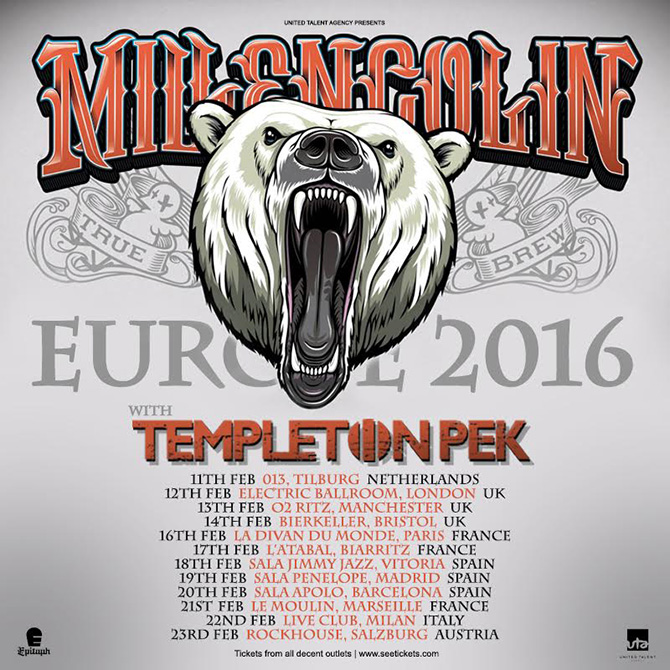 UNITED TALENT AGENCY PRESENTS
MILLENCOLIN
TRUE BREW
EUROPE 2016
WITH
TEMPLETON PEK
11TH FEB 013, TILBURG NETHERLANDS
12TH FEB ELECTRIC BALLROOM, LONDON UK
13TH FEB O2 RITZ, MANCHESTER UK
14TH FEB BIERKELLER, BRISTOL UK
16TH FEB LA DIVAN DU MONDE, PARIS FRANCE
17TH FEB L'ATABAL, BIARRITZ FRANCE
18TH FEB SALA JIMMY JAZZ, VITORIA SPAIN
19TH FEB SALA PENELOPE, MADRID SPAIN
20TH FEB SALA APOLO, BARCELONA SPAIN
21ST FEB LE MOULIN, MARSEILLE FRANCE
22ND FEB LIVE CLUB, MILAN ITALY
23RD FEB ROCKHOUSE, SALZBURG AUSTRIA
Tickets from all decent outlets | www.seetickets.com
Epitaph
uta
UNITED TALENT